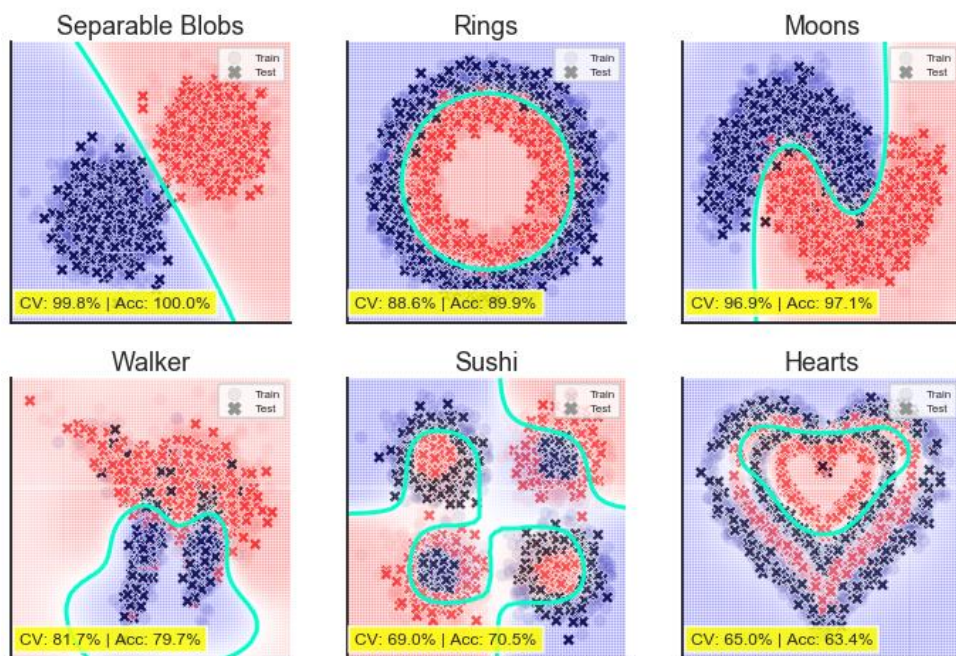 Separable Blobs
Train
Test
CV: 99.8% | Acc: 100.0%
Rings
Train
Test
CV: 88.6% | Acc: 89.9%
Moons
Train
Test
CV: 96.9% | Acc: 97.1%
Walker
Train
Test
CV: 81.7% | Acc: 79.7%
Sushi
Train
Test
CV: 69.0% | Acc: 70.5%
Hearts
Train
Test
CV: 65.0% | Acc: 63.4%